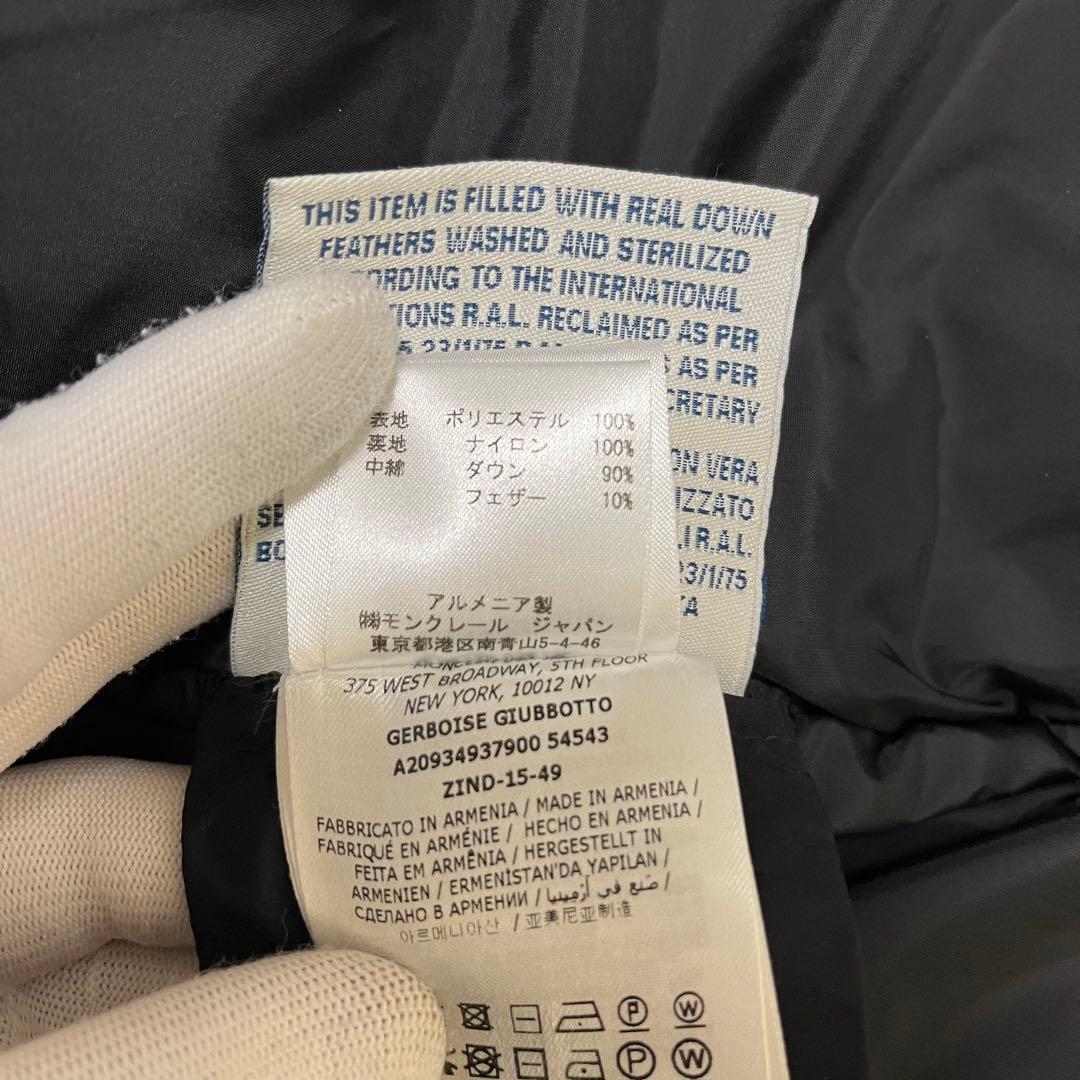 THIS ITEM IS FILLED WITH REAL DOWN
FEATHERS WASHED AND STERILIZED
TO THE INTERNATIONAL
R.A.L. RECLAIMED AS PER
23/1/75
AS PER
表地 ポリエステル 100%
裏地 ナイロン 100%
中綿 ダウン 90%
フェザー 10%
VERA
R.A.L.
23/1/75
アルメニア製
㈱モンクレール ジャパン
東京都港区南青山5-4-46
375 WEST BROADWAY, 5TH FLOOR
NEW YORK, 10012 NY
GERBOISE GIUBBOTTO
A20934937900 54543
ZIND-15-49
FABBRICATO IN ARMENIA / MADE IN ARMENIA /
FABRIQUÉ EN ARMÉNIE / HECHO EN ARMENIA /
FEITA EM ARMÊNIA / HERGESTELLT IN
ARMENIEN / ERMENİSTAN'DA YAPILAN /
СДЕЛАНО В АРМЕНИИ / صنع في أرمينيا /
아르메니아산 / 亚美尼亚制造
P W
P W